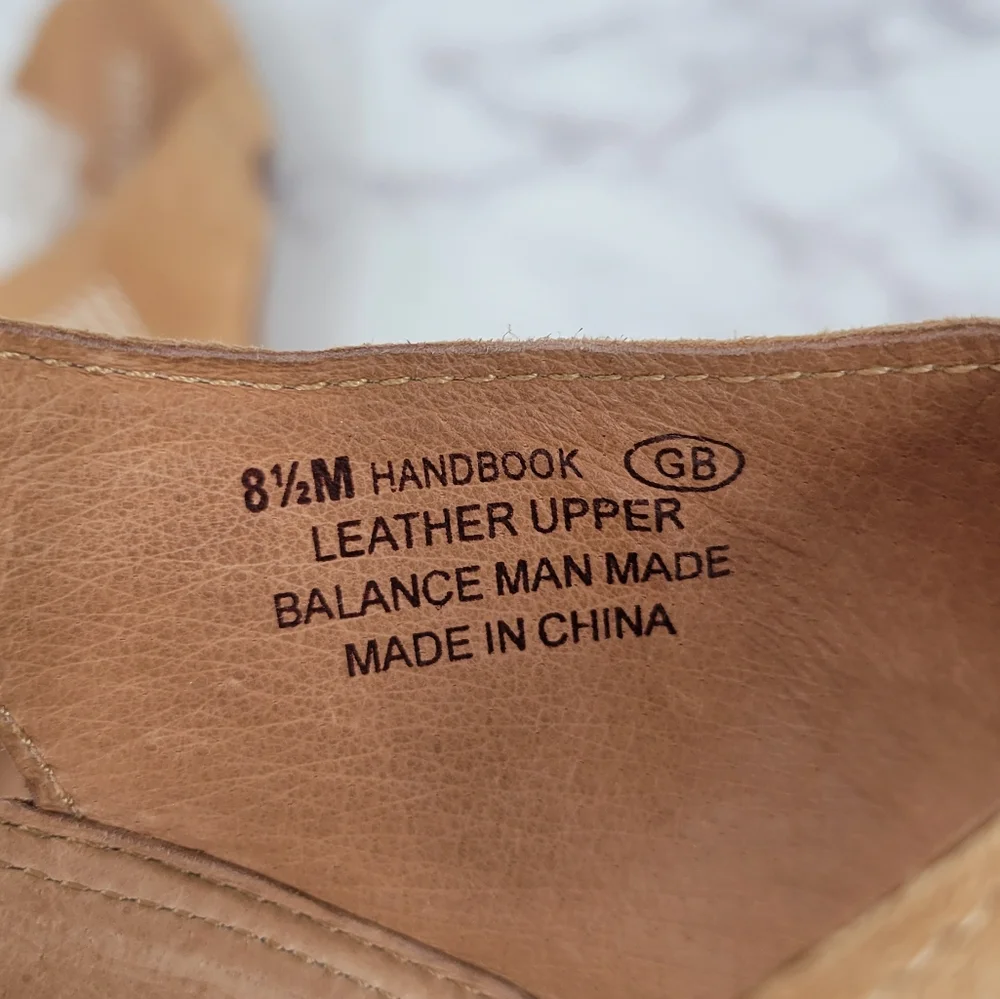 8½M HANDBOOK GB
LEATHER UPPER
BALANCE MAN MADE
MADE IN CHINA